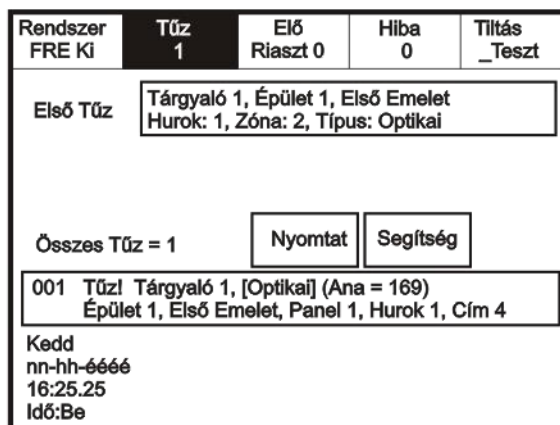 Rendszer Tűz Elő Hiba Tiltás
FRE Ki 1 Riaszt 0 0 _Teszt
Első Tűz
Tárgyaló 1, Épület 1, Első Emelet
Hurok: 1, Zóna: 2, Típus: Optikai
Összes Tűz = 1 Nyomtat Segítség
001 Tűz! Tárgyaló 1, [Optikai] (Ana = 169)
Épület 1, Első Emelet, Panel 1, Hurok 1, Cím 4
Kedd
nn-hh-éééé
16:25.25
Idő:Be